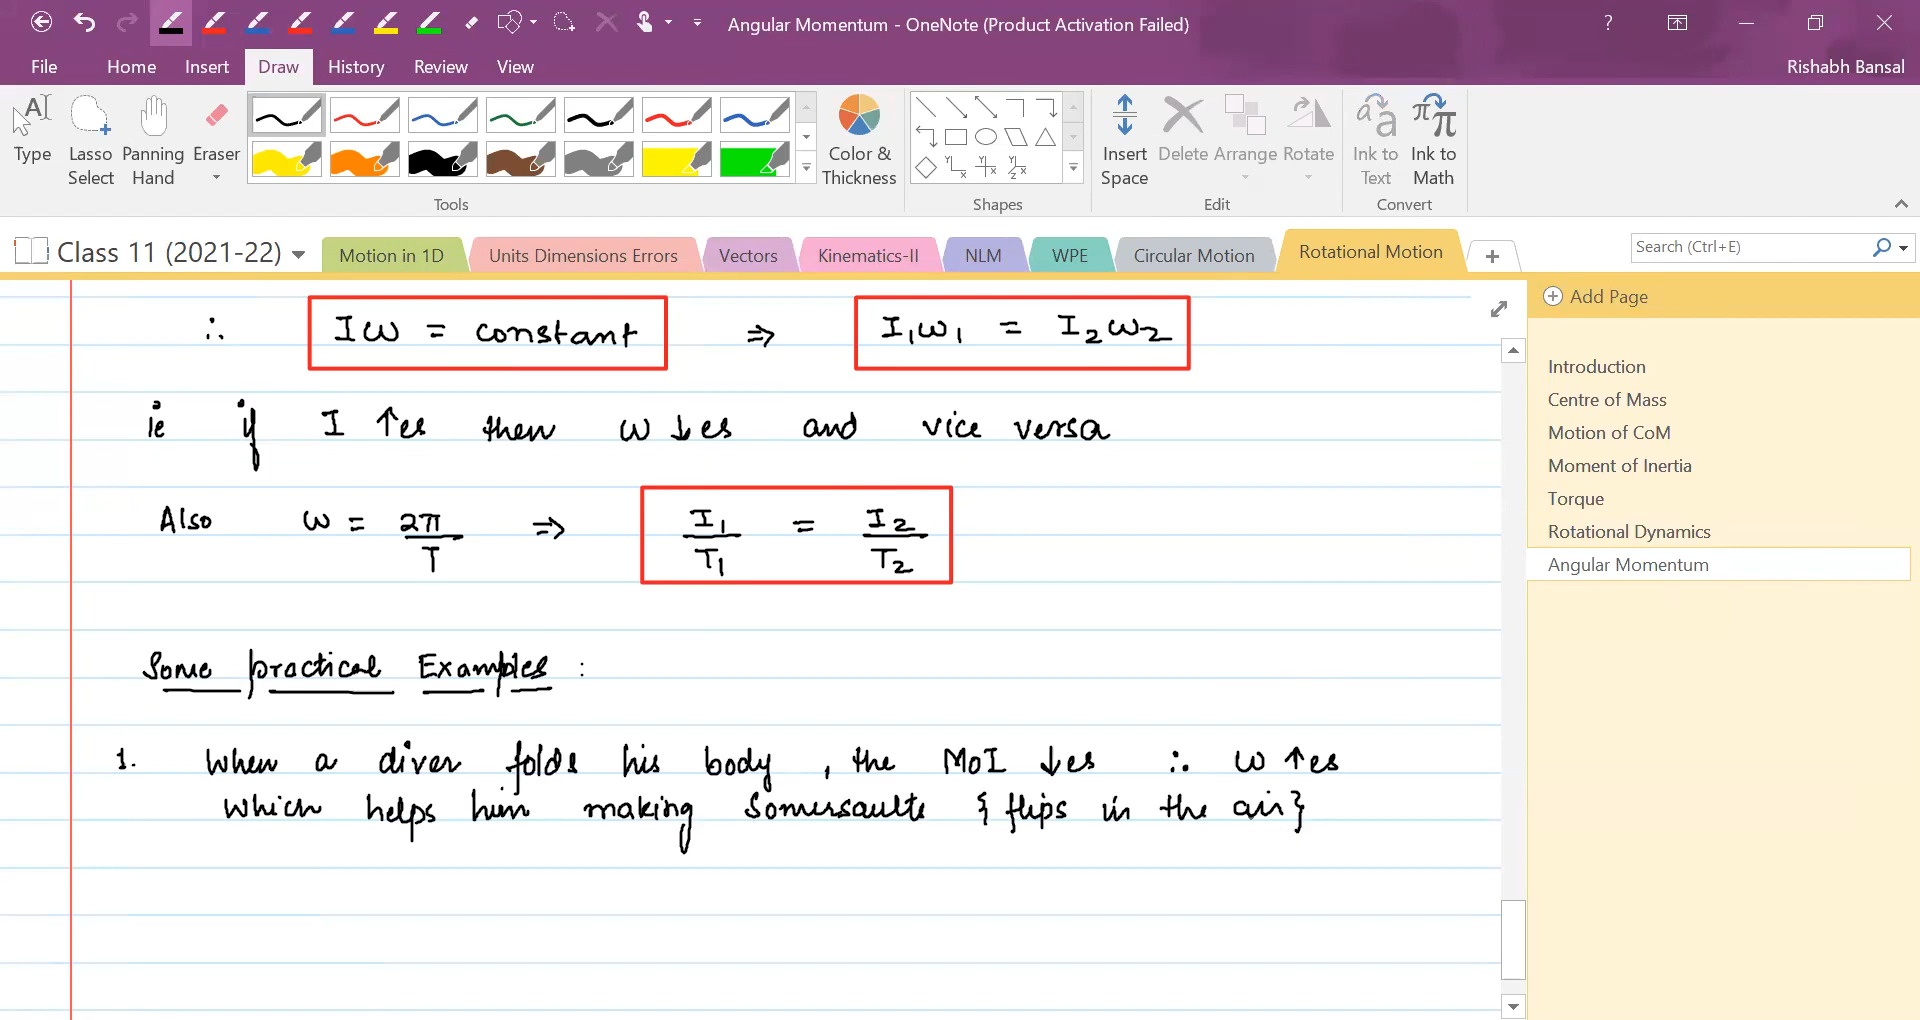 Angular Momentum - OneNote (Product Activation Failed)
?
File Home Insert Draw History Review View
Rishabh Bansal
Type
Lasso Select
Panning Hand
Eraser
Color & Thickness
Insert Space
Delete
Arrange
Rotate
Ink to Text
Ink to Math
Tools
Shapes
Edit
Convert
Class 11 (2021-22)
Motion in 1D
Units Dimensions Errors
Vectors
Kinematics-II
NLM
WPE
Circular Motion
Rotational Motion
Search (Ctrl+E)
∴ Iω = constant ⇒ I₁ω₁ = I₂ω₂
ie if I ↑es then ω ↓es and vice versa
Also ω = 2π/T ⇒ I₁/T₁ = I₂/T₂
Some practical Examples :
1. When a diver folds his body , the MoI ↓es ∴ ω ↑es
which helps him making Somersaults {flips in the air}
Add Page
Introduction
Centre of Mass
Motion of CoM
Moment of Inertia
Torque
Rotational Dynamics
Angular Momentum